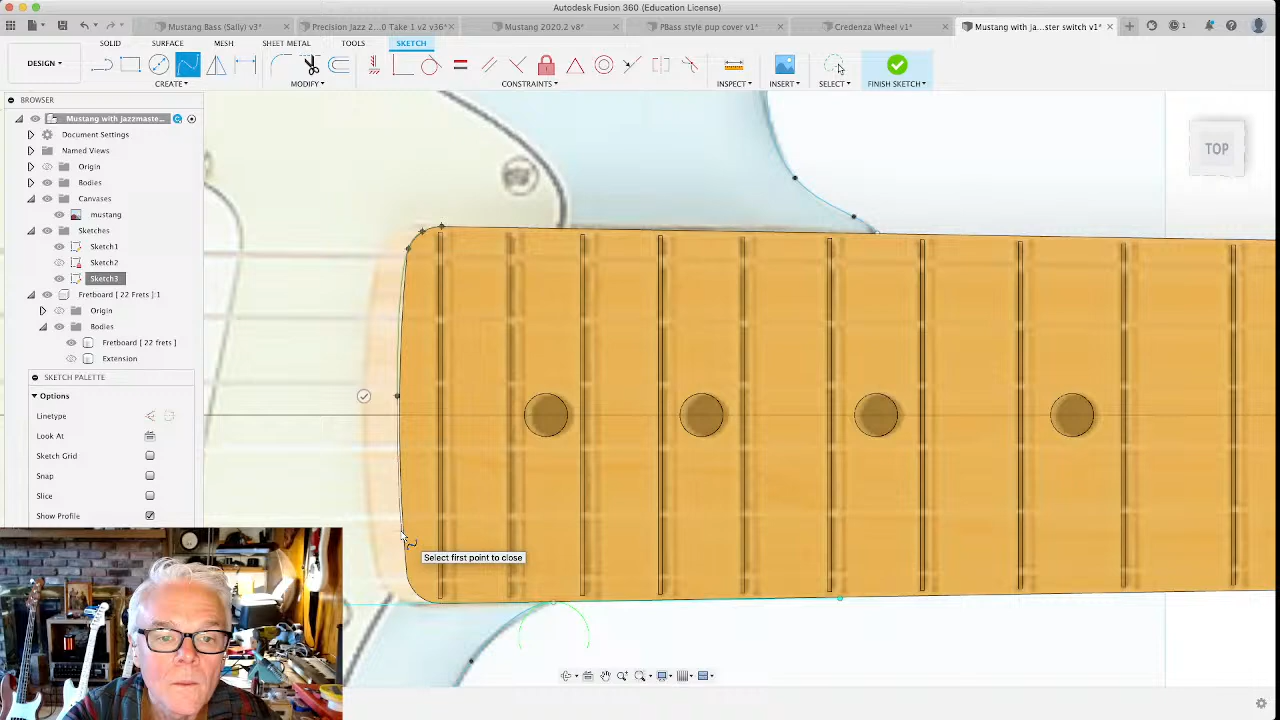 Autodesk Fusion 360 (Education License)
Mustang Bass (Sally) v3*
Precision Jazz 2...0 Take 1 v2 v36*
Mustang 2020.2 v8*
PBass style pup cover v1*
Credenza Wheel v1*
Mustang with ja...ster switch v1*
1
SOLID
SURFACE
MESH
SHEET METAL
TOOLS
SKETCH
DESIGN
CREATE
MODIFY
CONSTRAINTS
INSPECT
INSERT
SELECT
FINISH SKETCH
BROWSER
Mustang with Jazzmaste...
Document Settings
Named Views
Origin
Bodies
Canvases
mustang
Sketches
Sketch1
Sketch2
Sketch3
Fretboard [ 22 Frets ]:1
Origin
Bodies
Fretboard [ 22 frets ]
Extension
SKETCH PALETTE
Options
Linetype
Look At
Sketch Grid
Snap
Slice
Show Profile
TOP
Select first point to close